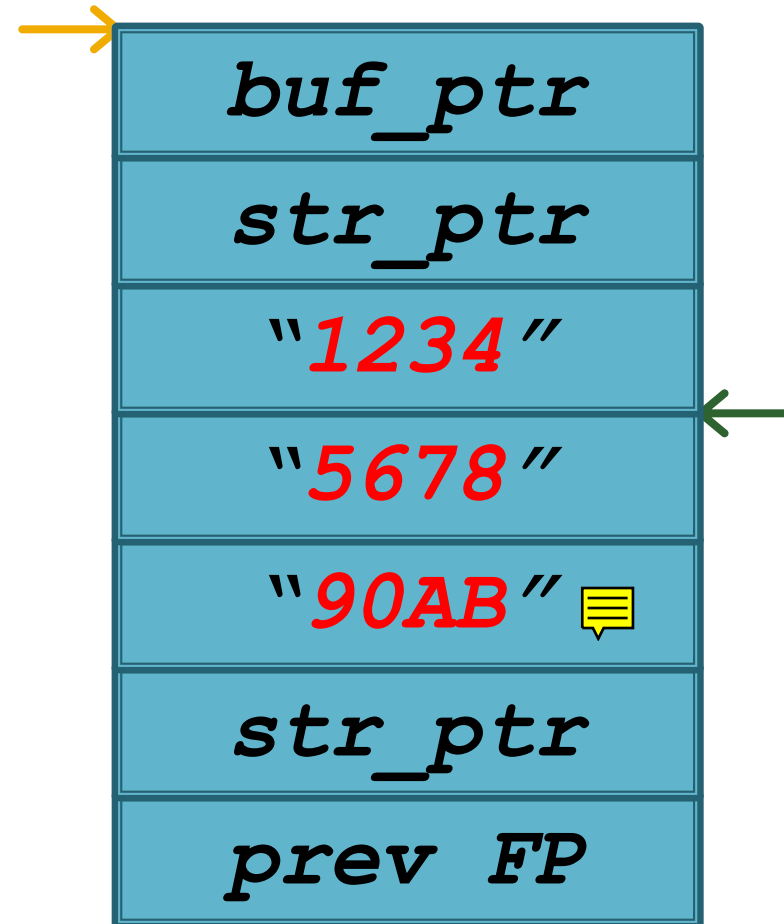 buf_ptr
str_ptr
“1234”
“5678”
“90AB”
str_ptr
prev FP